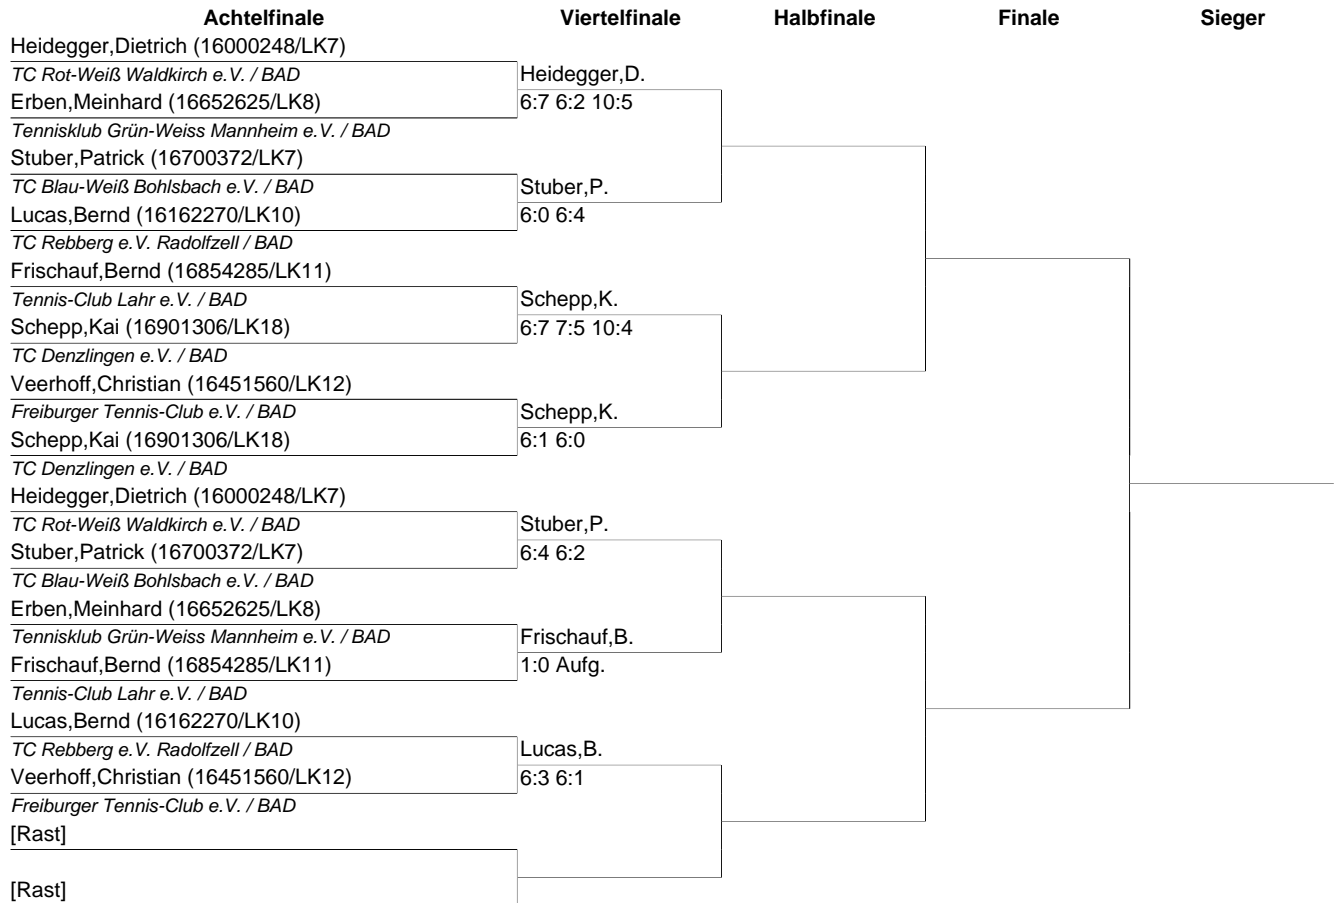 Achtelfinale Viertelfinale Halbfinale Finale Sieger
Heidegger,Dietrich (16000248/LK7)
TC Rot-Weiß Waldkirch e.V. / BAD Heidegger,D.
Erben,Meinhard (16652625/LK8) 6:7 6:2 10:5
Tennisklub Grün-Weiss Mannheim e.V. / BAD
Stuber,Patrick (16700372/LK7)
TC Blau-Weiß Bohlsbach e.V. / BAD Stuber,P.
Lucas,Bernd (16162270/LK10) 6:0 6:4
TC Rebberg e.V. Radolfzell / BAD
Frischauf,Bernd (16854285/LK11)
Tennis-Club Lahr e.V. / BAD Schepp,K.
Schepp,Kai (16901306/LK18) 6:7 7:5 10:4
TC Denzlingen e.V. / BAD
Veerhoff,Christian (16451560/LK12)
Freiburger Tennis-Club e.V. / BAD Schepp,K.
Schepp,Kai (16901306/LK18) 6:1 6:0
TC Denzlingen e.V. / BAD
Heidegger,Dietrich (16000248/LK7)
TC Rot-Weiß Waldkirch e.V. / BAD Stuber,P.
Stuber,Patrick (16700372/LK7) 6:4 6:2
TC Blau-Weiß Bohlsbach e.V. / BAD
Erben,Meinhard (16652625/LK8)
Tennisklub Grün-Weiss Mannheim e.V. / BAD Frischauf,B.
Frischauf,Bernd (16854285/LK11) 1:0 Aufg.
Tennis-Club Lahr e.V. / BAD
Lucas,Bernd (16162270/LK10)
TC Rebberg e.V. Radolfzell / BAD Lucas,B.
Veerhoff,Christian (16451560/LK12) 6:3 6:1
Freiburger Tennis-Club e.V. / BAD
[Rast]
[Rast]